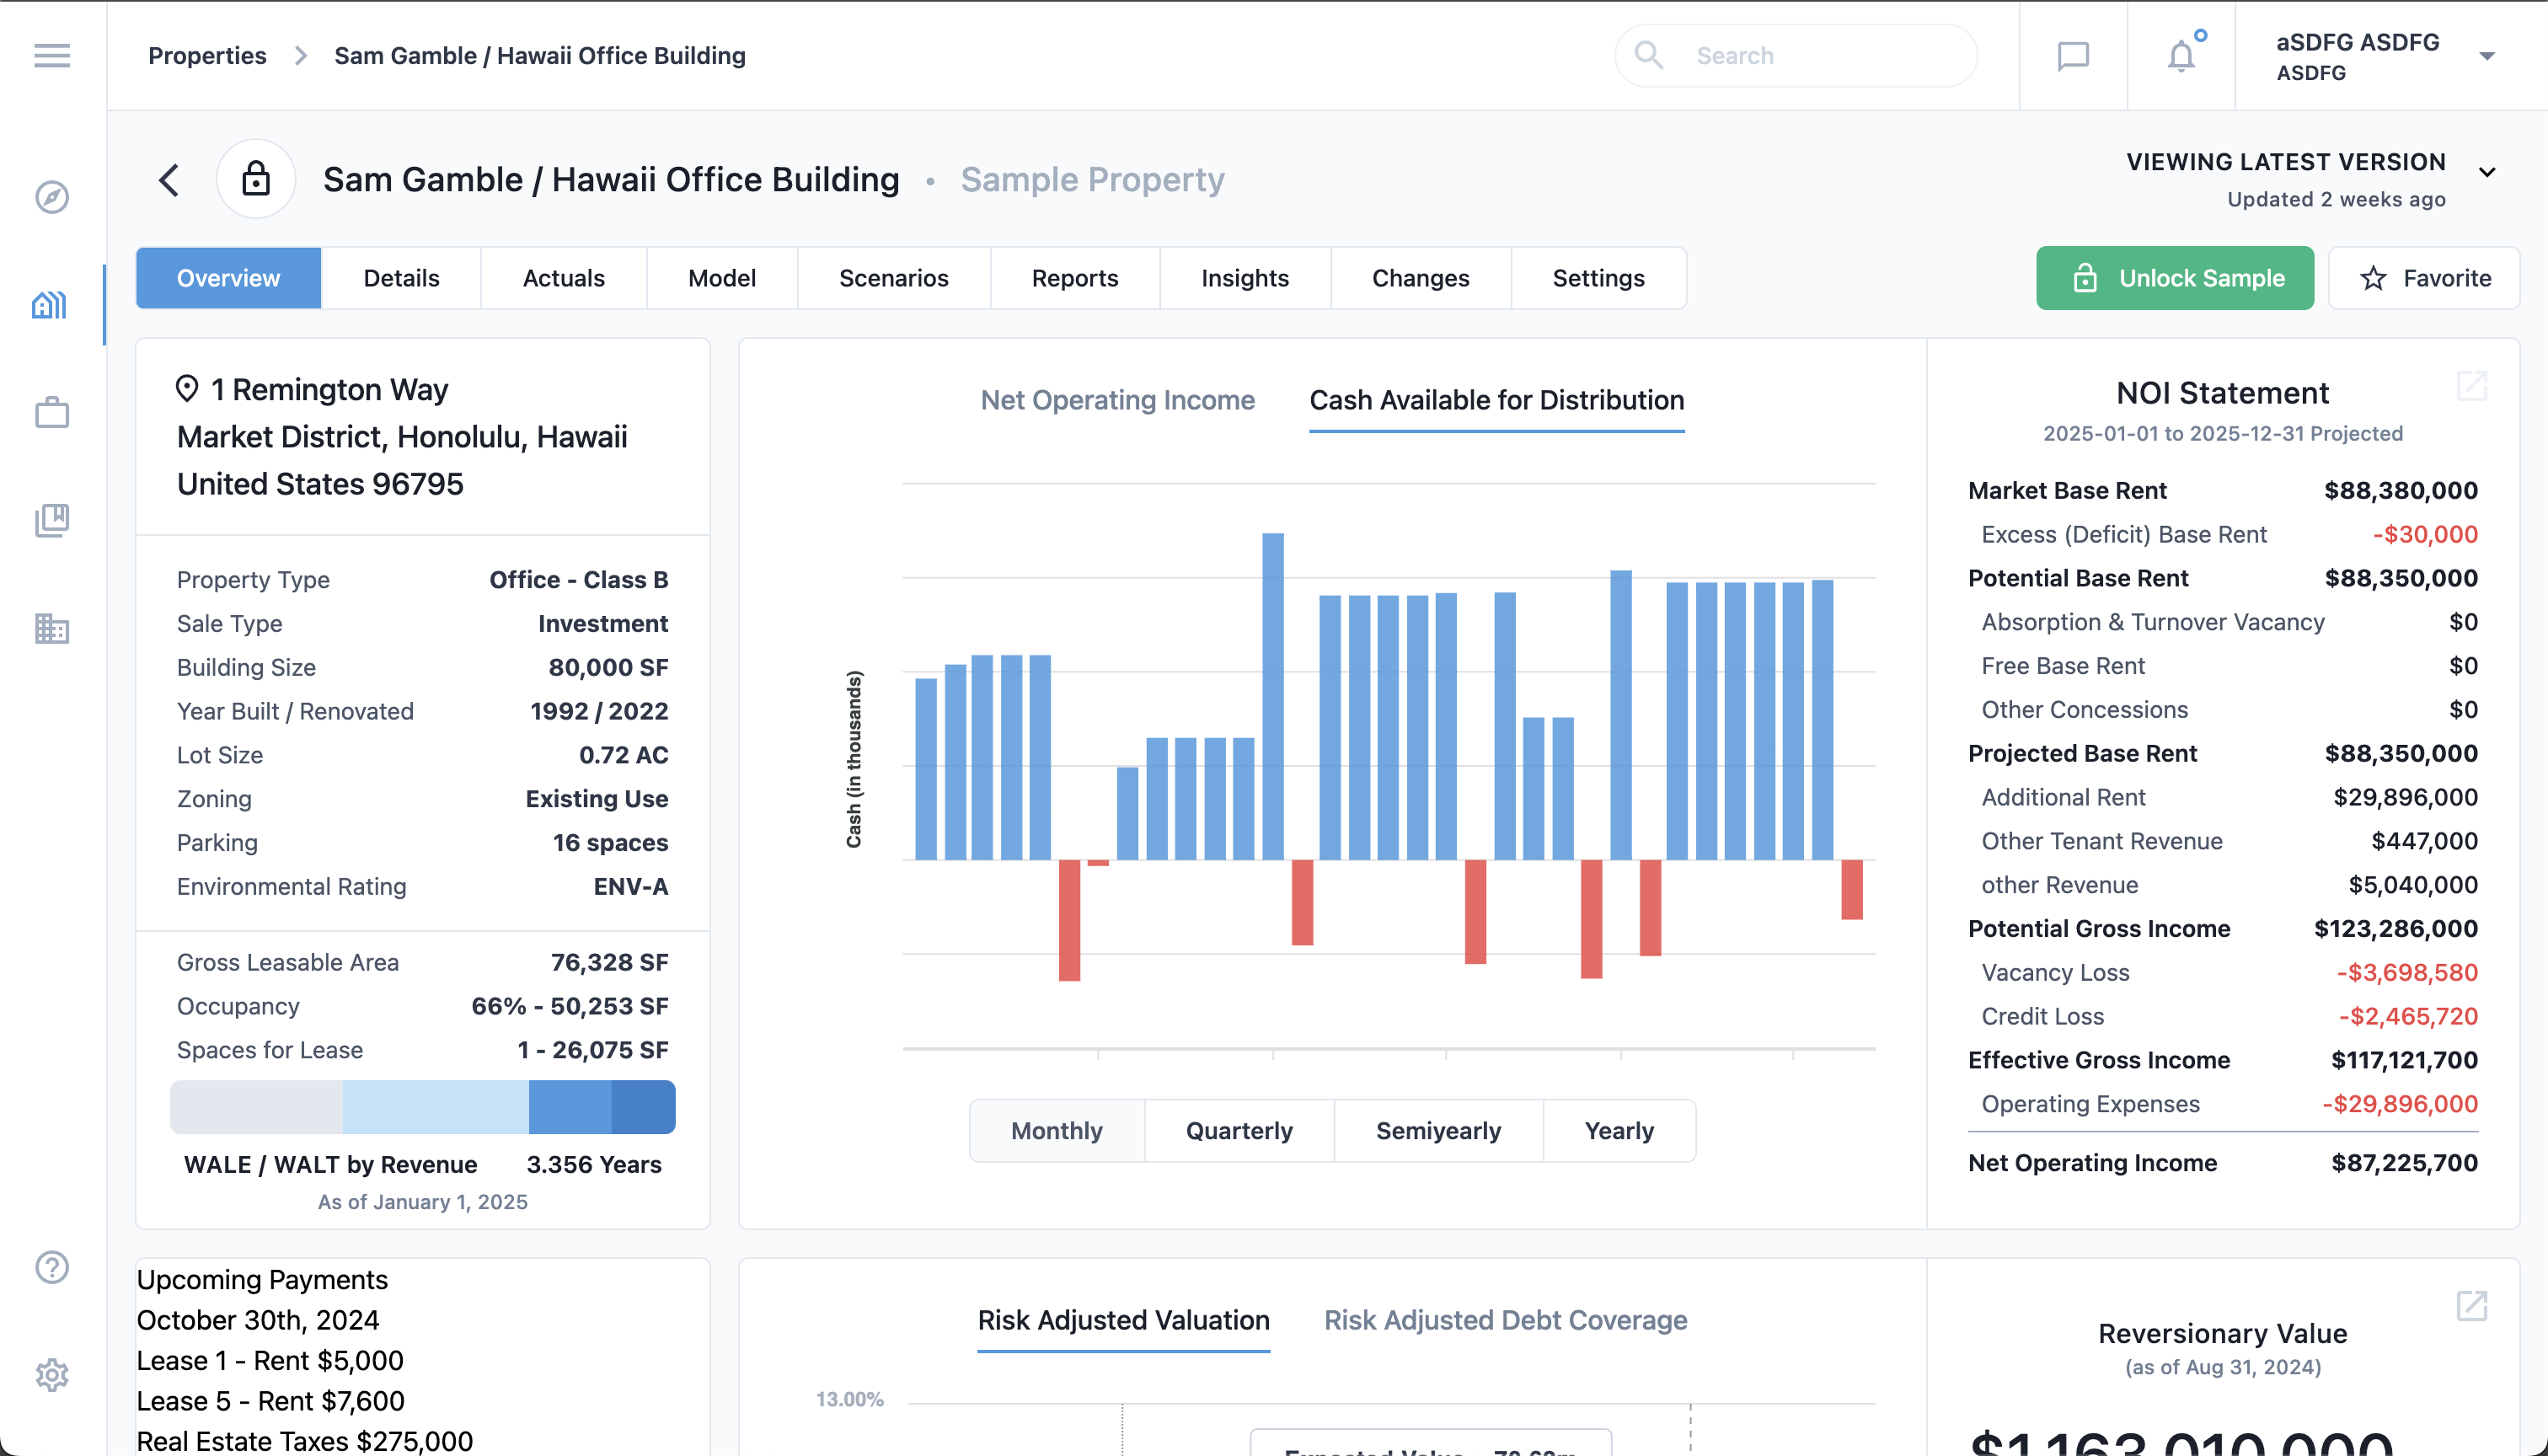 Properties > Sam Gamble / Hawaii Office Building
Search
aSDFG ASDFG
ASDFG
Sam Gamble / Hawaii Office Building • Sample Property
VIEWING LATEST VERSION
Updated 2 weeks ago
Overview
Details
Actuals
Model
Scenarios
Reports
Insights
Changes
Settings
Unlock Sample
Favorite
1 Remington Way
Market District, Honolulu, Hawaii
United States 96795
Property Type Office - Class B
Sale Type Investment
Building Size 80,000 SF
Year Built / Renovated 1992 / 2022
Lot Size 0.72 AC
Zoning Existing Use
Parking 16 spaces
Environmental Rating ENV-A
Gross Leasable Area 76,328 SF
Occupancy 66% - 50,253 SF
Spaces for Lease 1 - 26,075 SF
WALE / WALT by Revenue 3.356 Years
As of January 1, 2025
Net Operating Income
Cash Available for Distribution
Cash (in thousands)
Monthly
Quarterly
Semiyearly
Yearly
NOI Statement
2025-01-01 to 2025-12-31 Projected
Market Base Rent $88,380,000
Excess (Deficit) Base Rent -$30,000
Potential Base Rent $88,350,000
Absorption & Turnover Vacancy $0
Free Base Rent $0
Other Concessions $0
Projected Base Rent $88,350,000
Additional Rent $29,896,000
Other Tenant Revenue $447,000
other Revenue $5,040,000
Potential Gross Income $123,286,000
Vacancy Loss -$3,698,580
Credit Loss -$2,465,720
Effective Gross Income $117,121,700
Operating Expenses -$29,896,000
Net Operating Income $87,225,700
Upcoming Payments
October 30th, 2024
Lease 1 - Rent $5,000
Lease 5 - Rent $7,600
Real Estate Taxes $275,000
Risk Adjusted Valuation
Risk Adjusted Debt Coverage
13.00%
Reversionary Value
(as of Aug 31, 2024)